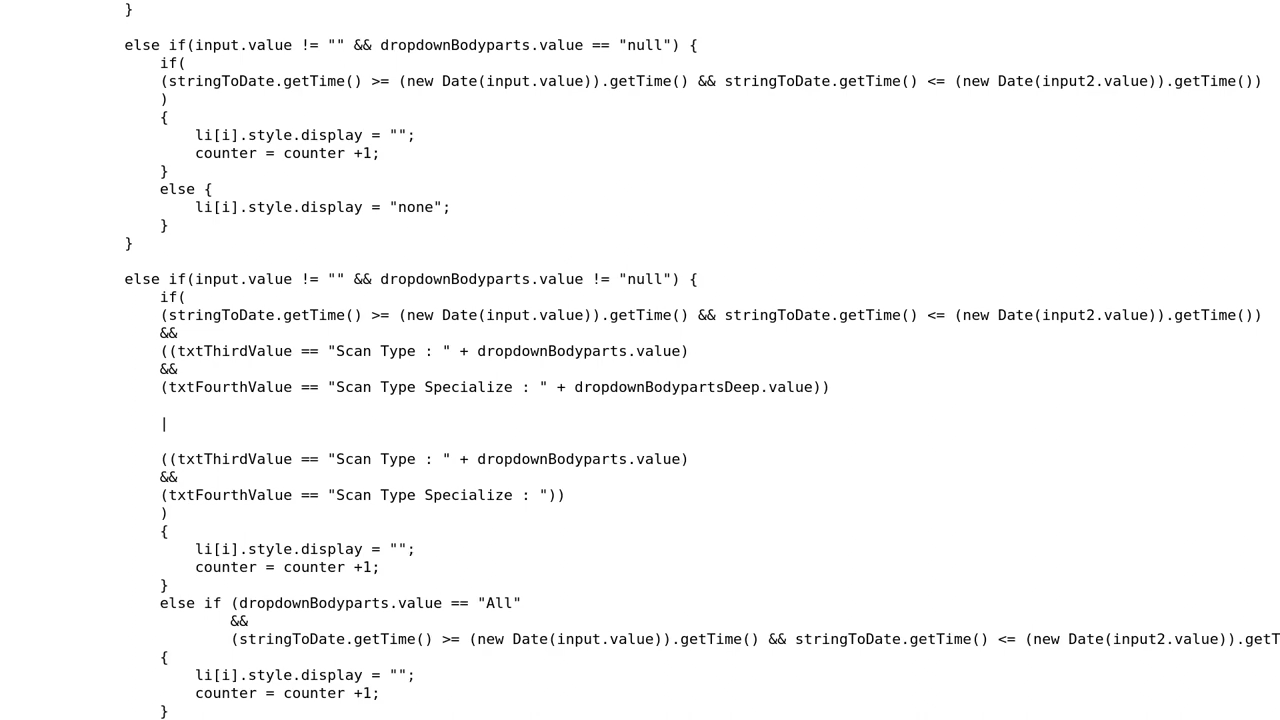 }
else if(input.value != "" && dropdownBodyparts.value == "null") {
if(
(stringToDate.getTime() >= (new Date(input.value)).getTime() && stringToDate.getTime() <= (new Date(input2.value)).getTime())
)
{
li[i].style.display = "";
counter = counter +1;
}
else {
li[i].style.display = "none";
}
}
else if(input.value != "" && dropdownBodyparts.value != "null") {
if(
(stringToDate.getTime() >= (new Date(input.value)).getTime() && stringToDate.getTime() <= (new Date(input2.value)).getTime())
&&
((txtThirdValue == "Scan Type : " + dropdownBodyparts.value)
&&
(txtFourthValue == "Scan Type Specialize : " + dropdownBodypartsDeep.value))
|
((txtThirdValue == "Scan Type : " + dropdownBodyparts.value)
&&
(txtFourthValue == "Scan Type Specialize : "))
)
{
li[i].style.display = "";
counter = counter +1;
}
else if (dropdownBodyparts.value == "All"
&&
(stringToDate.getTime() >= (new Date(input.value)).getTime() && stringToDate.getTime() <= (new Date(input2.value)).getT
{
li[i].style.display = "";
counter = counter +1;
}